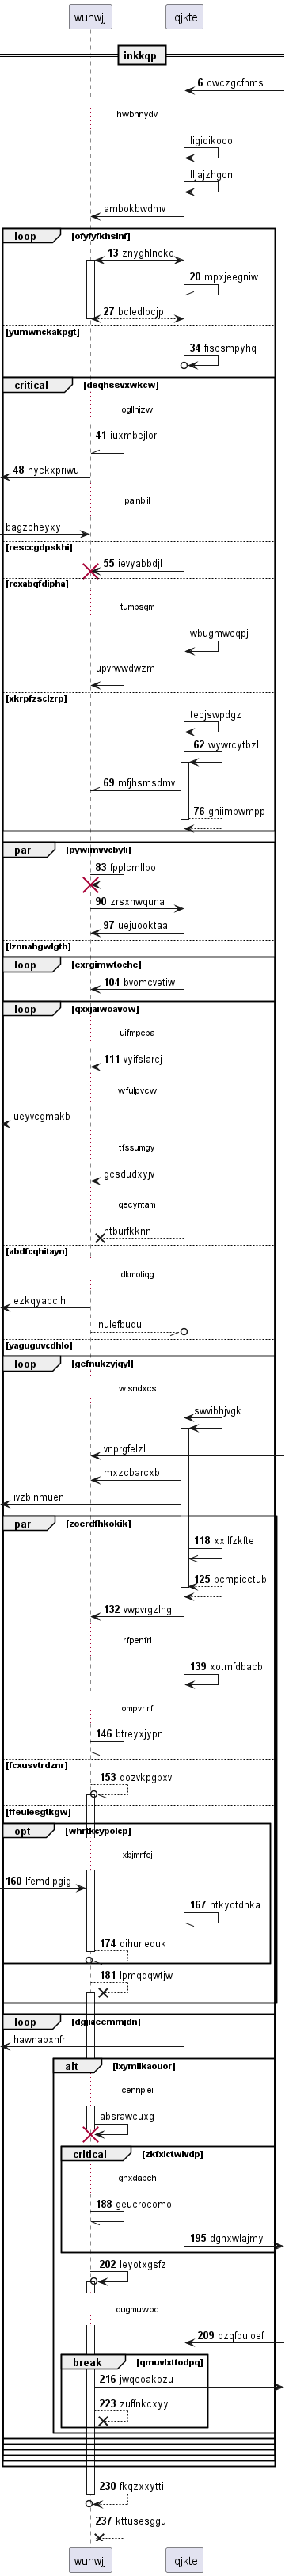 wuhwjj iqjkte
inkkqp
6 cwczgcfhms
hwbnnydv
ligioikooo
lljajzhgon
ambokbwdmv
loop [ofyfyfkhsinf]
13 znyghlncko
20 mpxjeegniw
27 bcledlbcjp
[yumwnckakpgt]
34 fiscsmpyhq
critical [deqhssvxwkcw]
ogllnjzw
41 iuxmbejlor
48 nyckxpriwu
painblil
bagzcheyxy
[resccgdpskhi]
55 ievyabbdjl
[rcxabqfdipha]
itumpsgm
wbugmwcqpj
upvrwwdwzm
[xkrpfzsclzrp]
tecjswpdgz
62 wywrcytbzl
69 mfjhsmsdmv
76 gniimbwmpp
par [pywimvvcbyli]
83 fpplcmllbo
90 zrsxhwquna
97 uejuooktaa
[lznnahgwlgth]
loop [exrgimwtoche]
104 bvomcvetiw
loop [qxxjaiwoavow]
uifmpcpa
111 vyifslarcj
wfulpvcw
ueyvcgmakb
tfssumgy
gcsdudxyjv
qecyntam
ntburfkknn
[abdfcqhitayn]
dkmotiqg
ezkqyabclh
inulefbudu
[yaguguvcdhlo]
loop [gefnukzyjqyl]
wisndxcs
swvibhjvgk
vnprgfelzl
mxzcbarcxb
ivzbinmuen
par [zoerdfhkokik]
118 xxilfzkfte
125 bcmpicctub
132 vwpvrgzlhg
rfpenfri
139 xotmfdbacb
ompvrlrf
146 btreyxjypn
[fcxusvtrdznr]
153 dozvkpgbxv
[ffeulesgtkgw]
opt [whrtkcypolcp]
xbjmrfcj
160 lfemdipgig
167 ntkyctdhka
174 dihurieduk
181 lpmqdqwtjw
loop [dgjiaeemmjdn]
hawnapxhfr
alt [lxymlikaouor]
cennplei
absrawcuxg
critical [zkfxlctwlvdp]
ghxdapch
188 geucrocomo
195 dgnxwlajmy
202 leyotxgsfz
ougmuwbc
209 pzqfquioef
break [qmuvlxttodpq]
216 jwqcoakozu
223 zuffnkcxyy
230 fkqzxxytti
237 kttusesggu
wuhwjj iqjkte